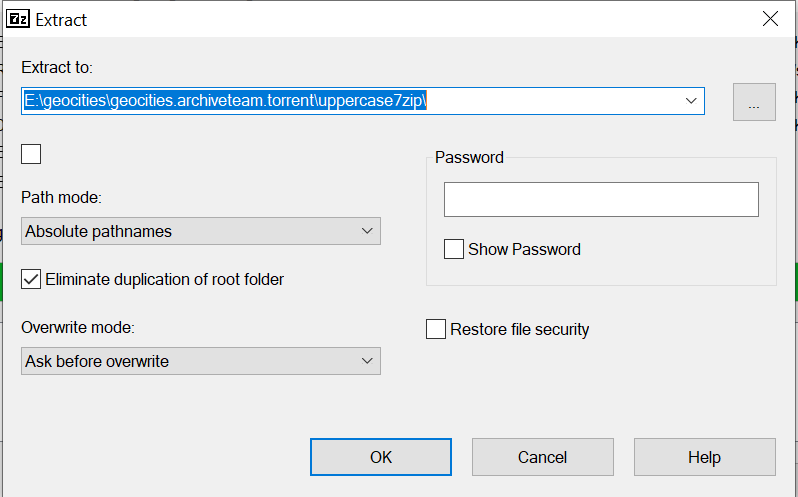 7z Extract
Extract to:
E:\geocities\geocities.archiveteam.torrent\uppercase7zip\
...
Password
Path mode:
Absolute pathnames
Show Password
Eliminate duplication of root folder
Overwrite mode:
Restore file security
Ask before overwrite
OK
Cancel
Help